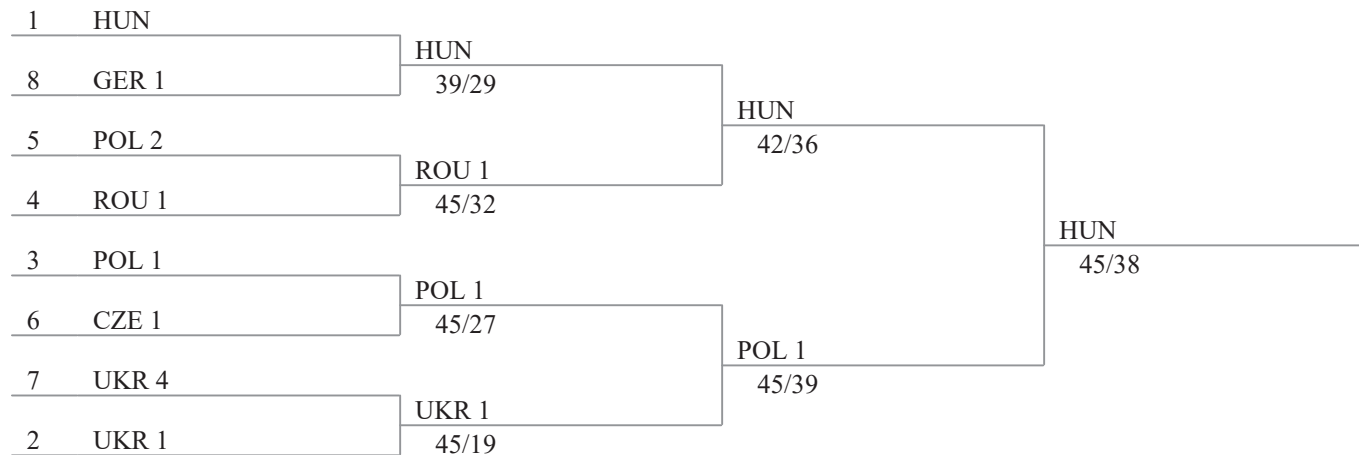 1 HUN
HUN
39/29
8 GER 1
HUN
42/36
5 POL 2
ROU 1
45/32
4 ROU 1
HUN
45/38
3 POL 1
POL 1
45/27
6 CZE 1
POL 1
45/39
7 UKR 4
UKR 1
45/19
2 UKR 1